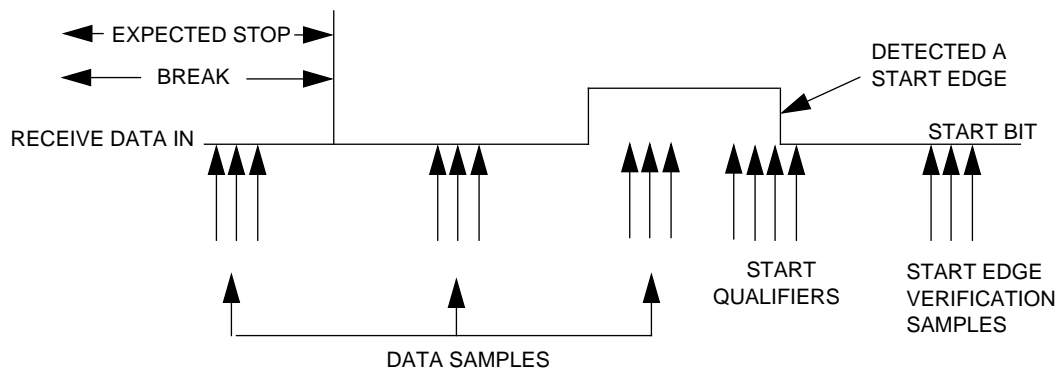 EXPECTED STOP
BREAK
DETECTED A
START EDGE
RECEIVE DATA IN
START BIT
START
QUALIFIERS
START EDGE
VERIFICATION
SAMPLES
DATA SAMPLES